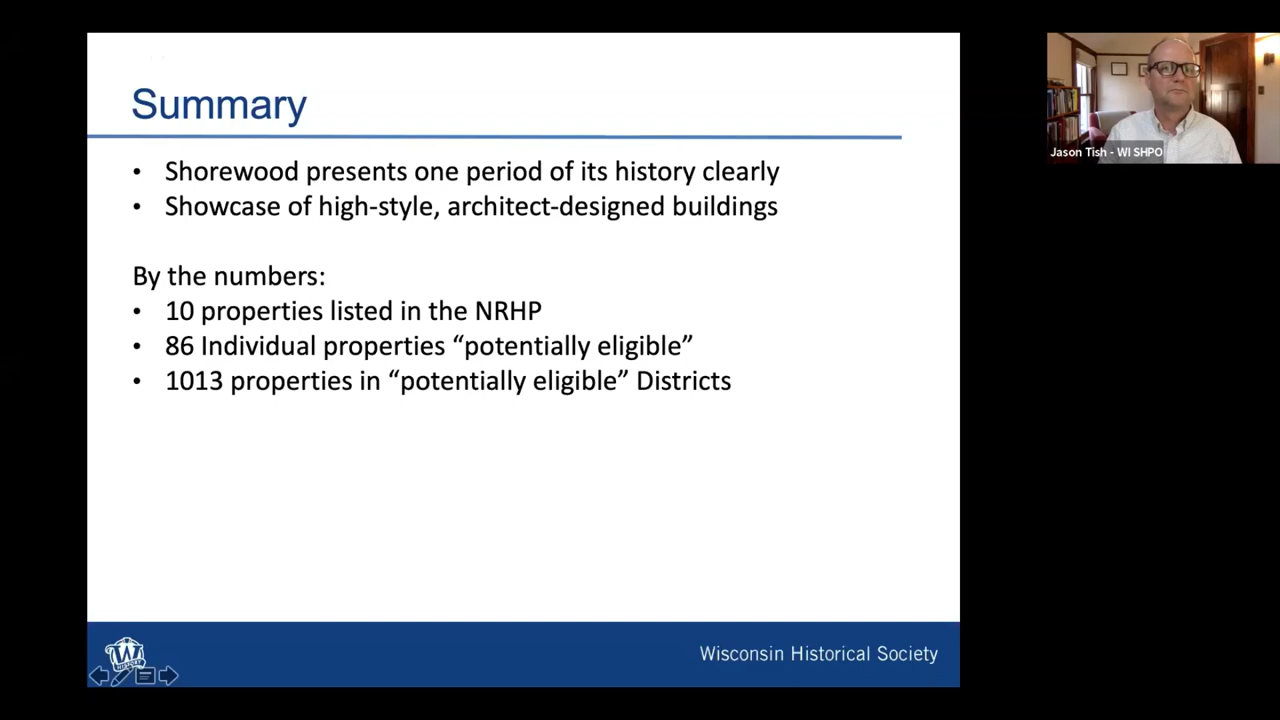 Summary
• Shorewood presents one period of its history clearly
• Showcase of high-style, architect-designed buildings
By the numbers:
• 10 properties listed in the NRHP
• 86 Individual properties “potentially eligible”
• 1013 properties in “potentially eligible” Districts
Jason Tish - WI SHPO
W
HISTORY
Wisconsin Historical Society